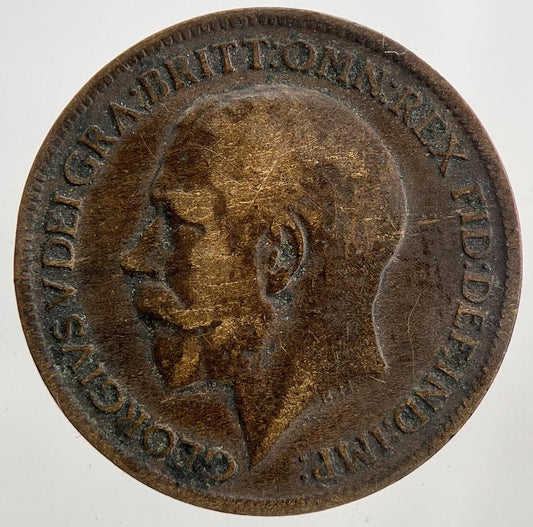 GEORGIVS V DEI GRA:BRITT:OMN:REX FID:DEF:IND:IMP: